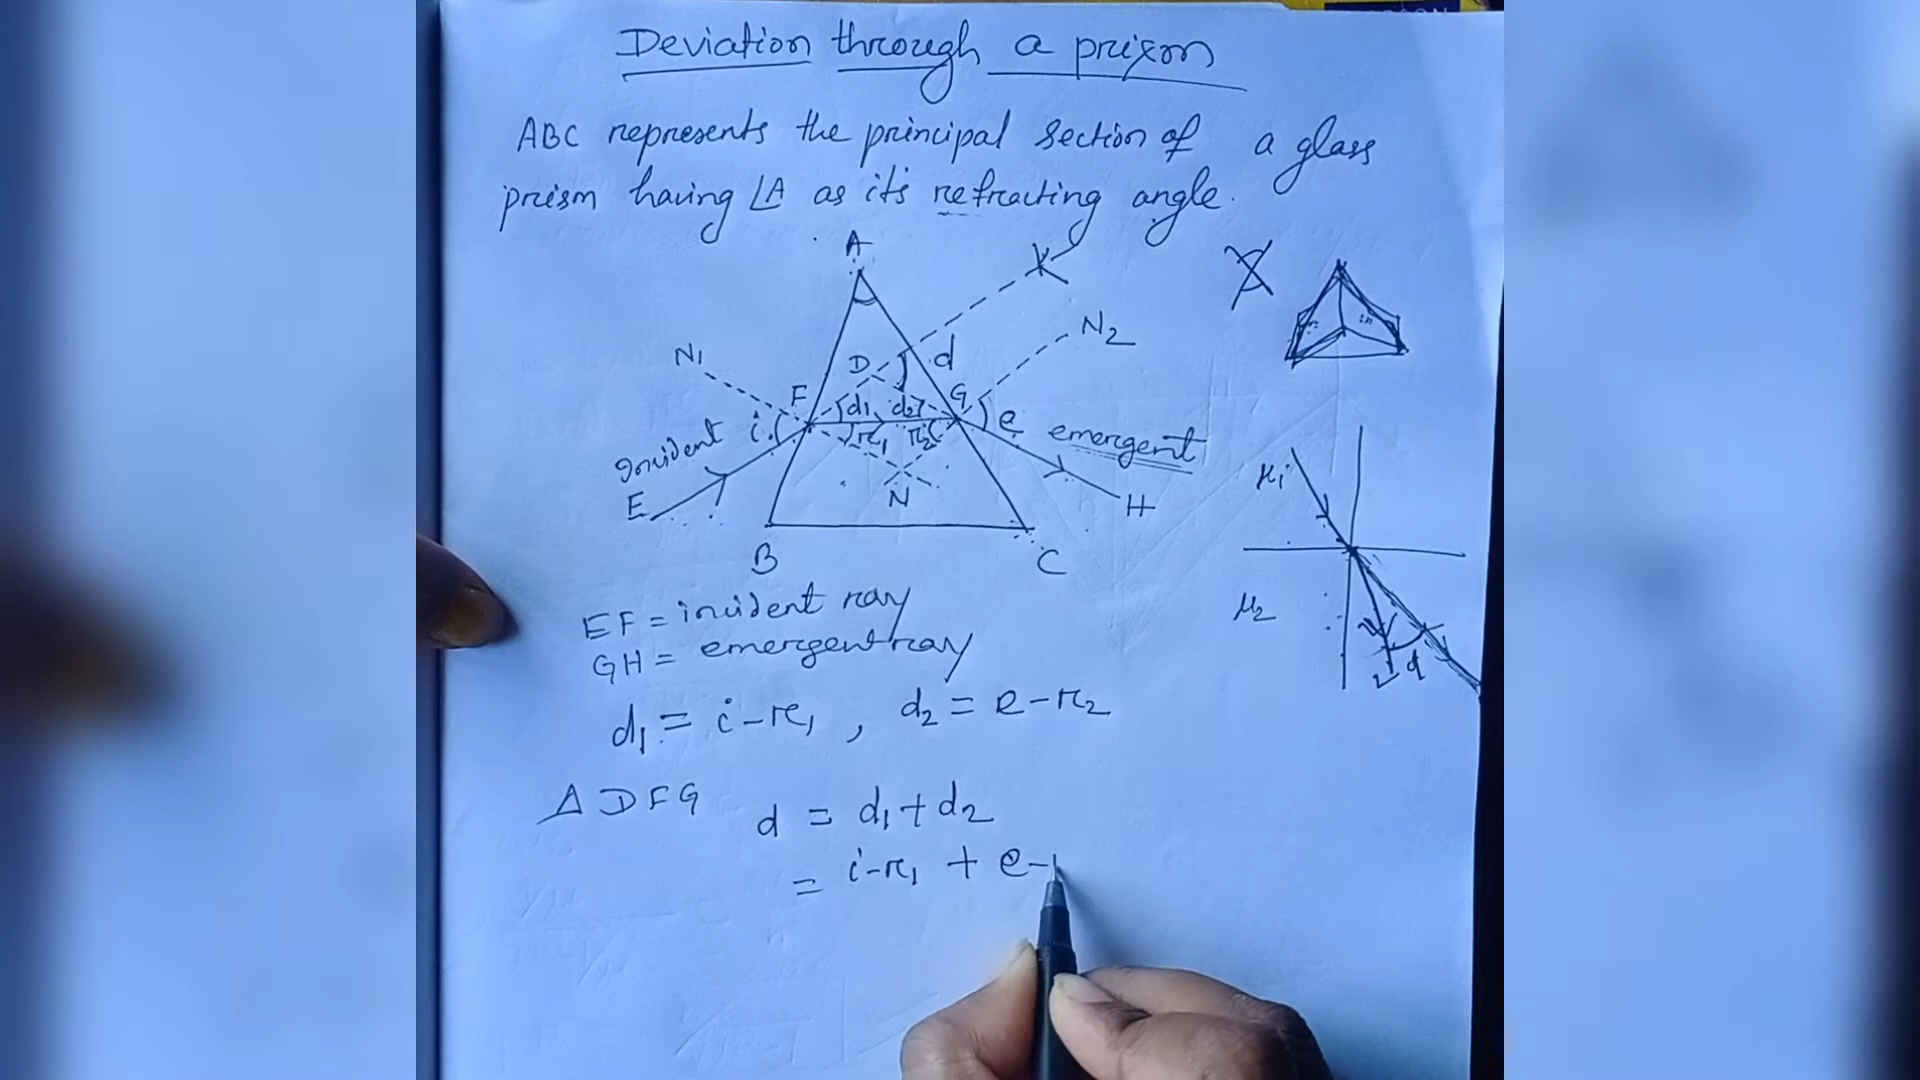 Deviation through a prism
ABC represents the principal section of a glass
prism having ∠A as its refracting angle.
A
K
N2
N1
D
d
F
G
i
d1
d2
e
r1
r2
Incident
emergent
E
N
H
B
C
μ1
μ2
d
EF = incident ray
GH = emergent ray
d1 = i-r1 , d2 = e-r2
Δ DFG d = d1+d2
= i-r1 + e-